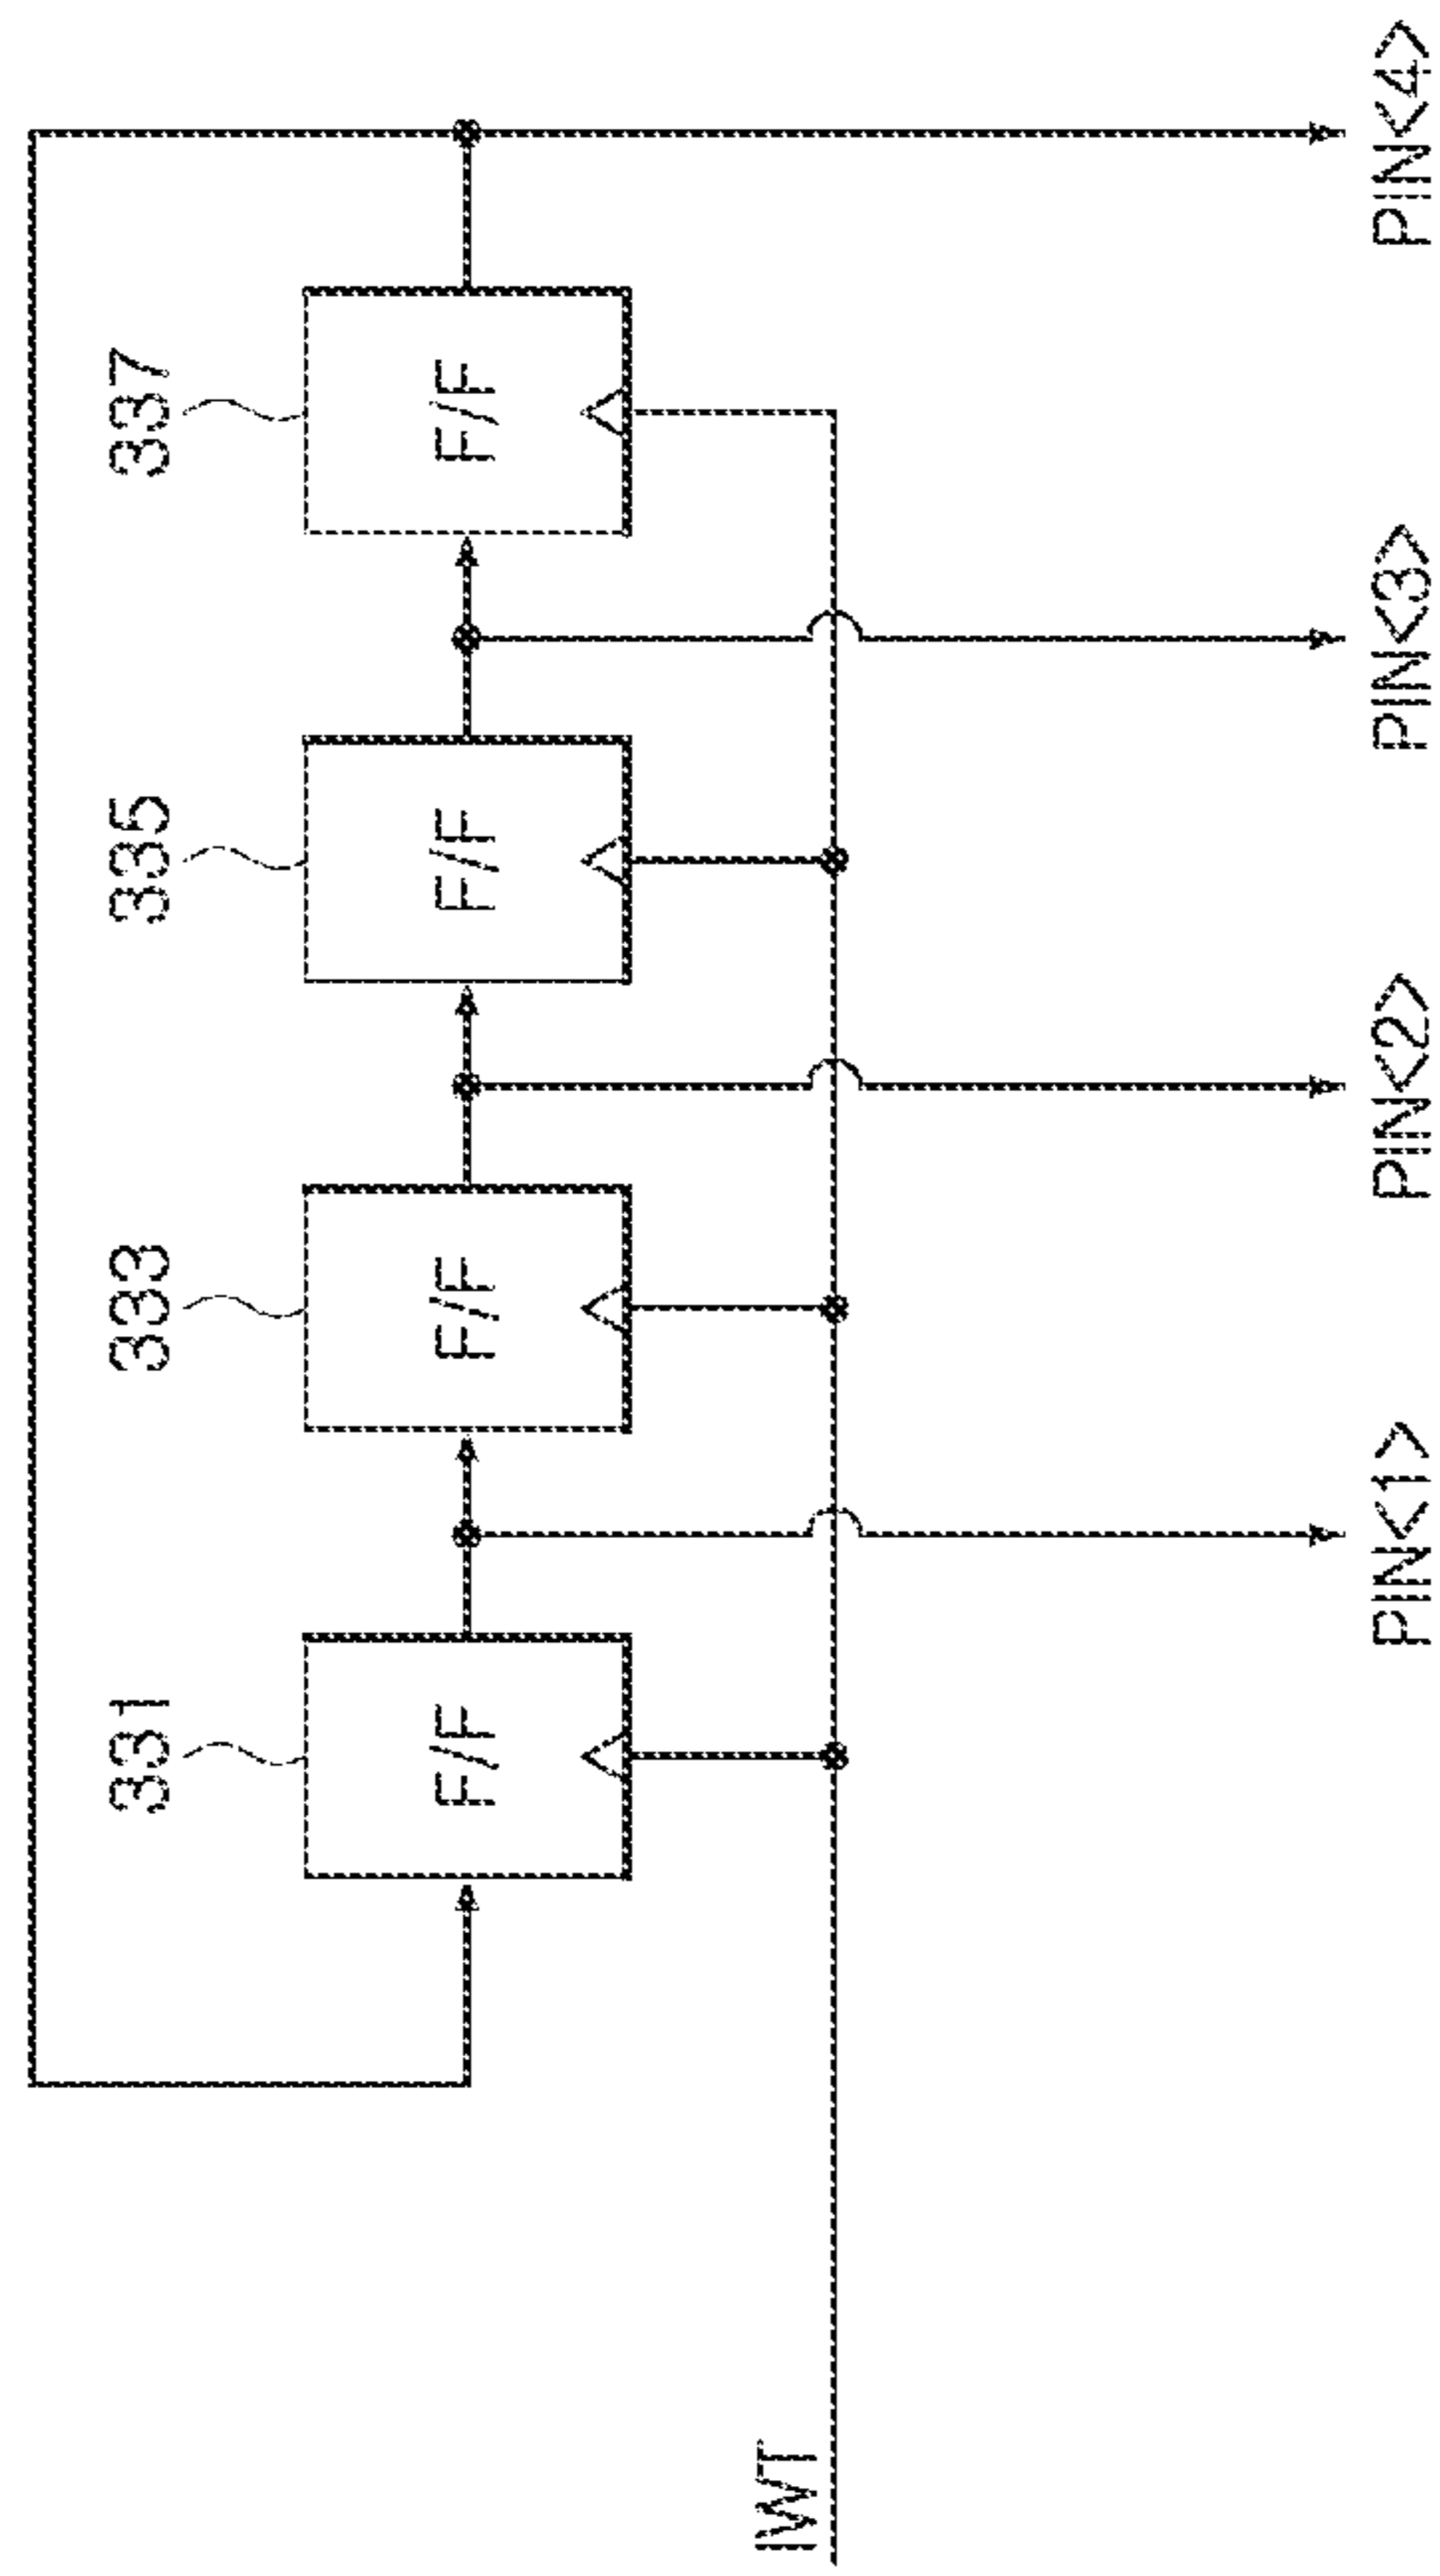 331
333
335
337
F/F
F/F
F/F
F/F
IWT
PIN<1>
PIN<2>
PIN<3>
PIN<4>